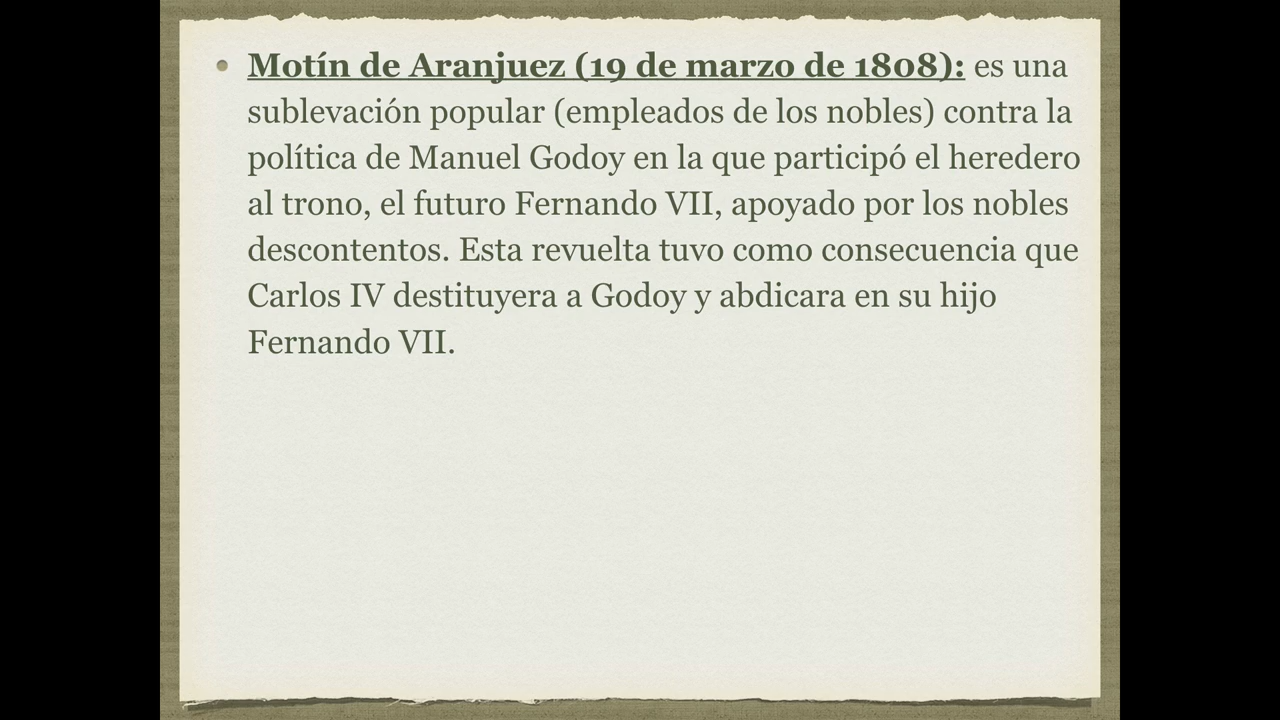 • Motín de Aranjuez (19 de marzo de 1808): es una
sublevación popular (empleados de los nobles) contra la
política de Manuel Godoy en la que participó el heredero
al trono, el futuro Fernando VII, apoyado por los nobles
descontentos. Esta revuelta tuvo como consecuencia que
Carlos IV destituyera a Godoy y abdicara en su hijo
Fernando VII.